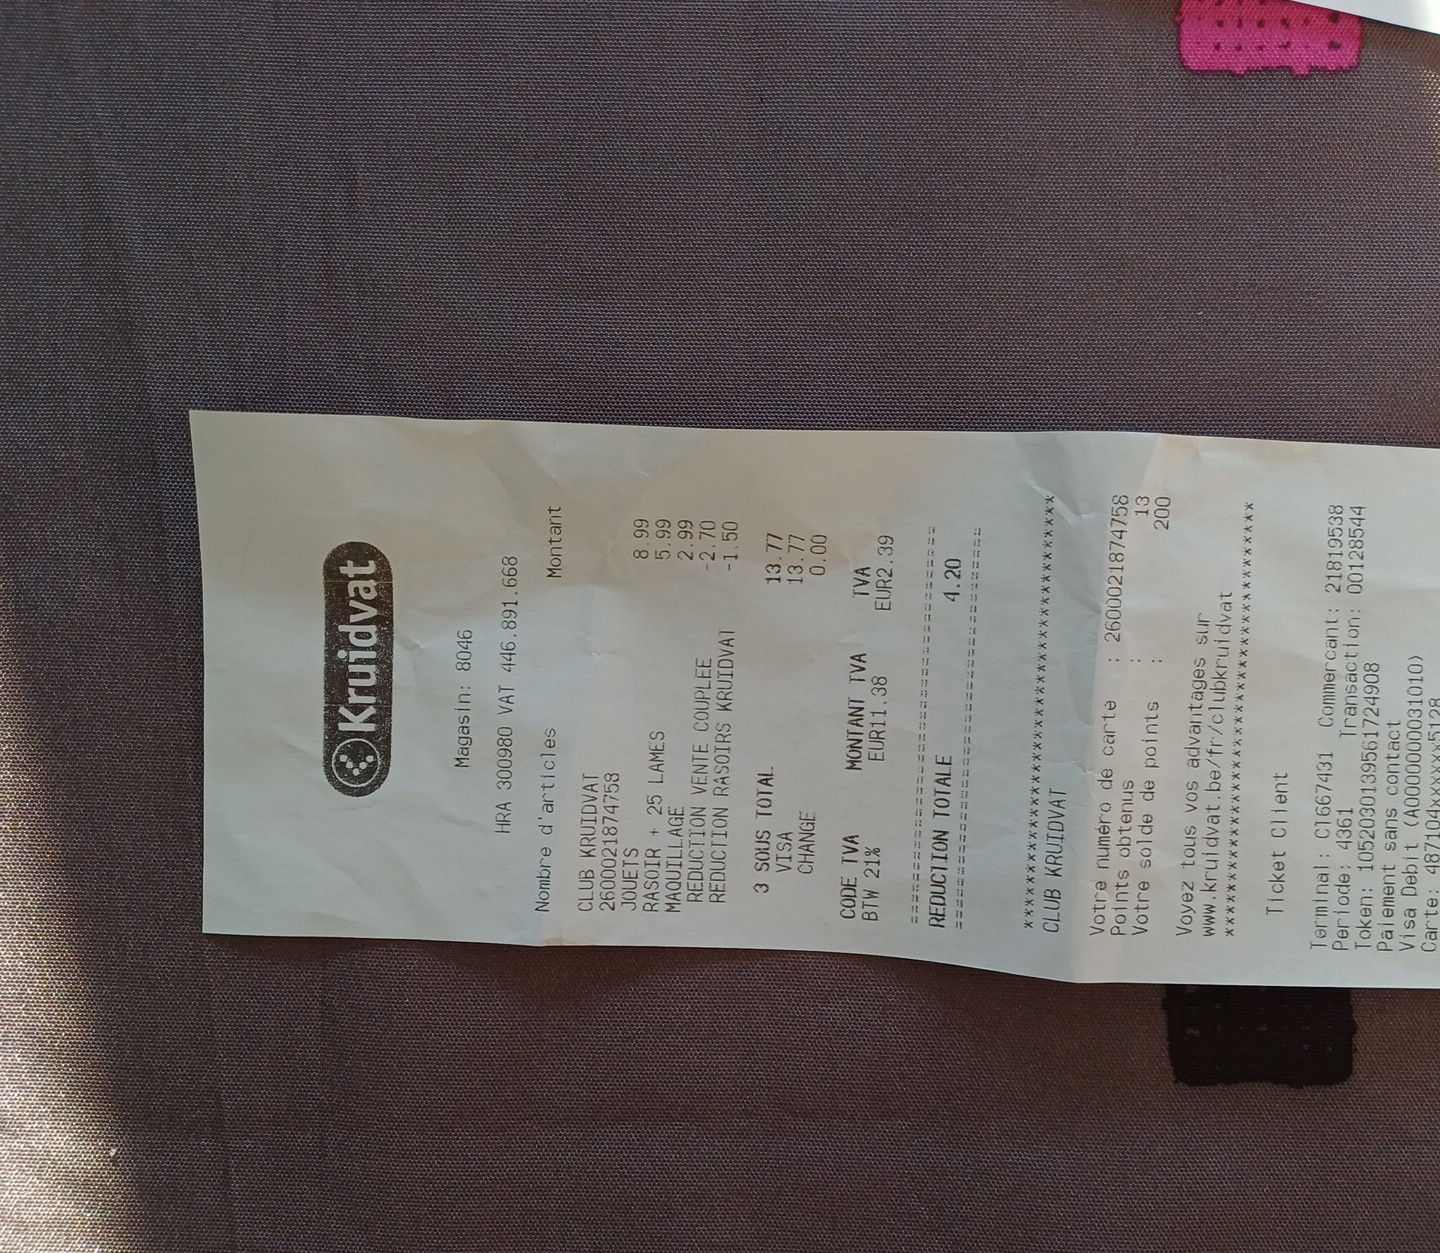 Kruidvat
Magasin: 8046
HRA 300980 VAT 446.891.668
Nombre d'articles Montant
CLUB KRUIDVAT
2600021874758
JOUETS 8.99
RASOIR + 25 LAMES 5.99
MAQUILLAGE 2.99
REDUCTION VENTE COUPLEE -2.70
REDUCTION RASOIRS KRUIDVAT -1.50
3 SOUS TOTAL 13.77
VISA 13.77
CHANGE 0.00
CODE TVA MONTANT TVA TVA
BTW 21% EUR11.38 EUR2.39
========================================
REDUCTION TOTALE 4.20
========================================
******************************************
CLUB KRUIDVAT
Votre numéro de carte : 2600021874758
Points obtenus : 13
Votre solde de points : 200
Voyez tous vos advantages sur
www.kruidvat.be/fr/clubkruidvat
******************************************
Ticket Client
Terminal: CT667431 Commercant: 21819538
Periode: 4361 Transaction: 00128544
Token: 1052030139561724908
Paiement sans contact
Visa Debit (A0000000031010)
Carte: 487104xxxxxx5128